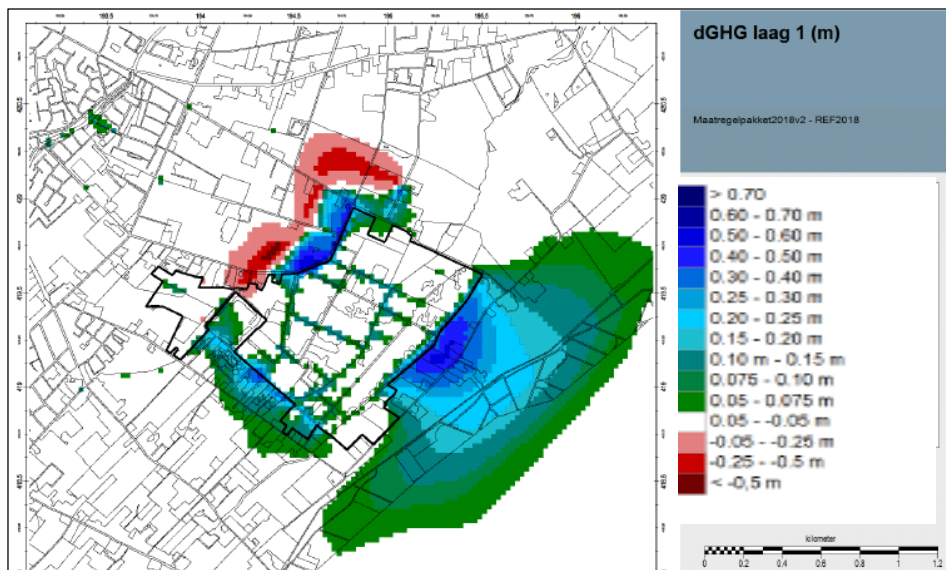 dGHG laag 1 (m)
Maatregelpakket2018v2 - REF2018
> 0.70
0.60 - 0.70 m
0.50 - 0.60 m
0.40 - 0.50 m
0.30 - 0.40 m
0.25 - 0.30 m
0.20 - 0.25 m
0.15 - 0.20 m
0.10 m - 0.15 m
0.075 - 0.10 m
0.05 - 0.075 m
0.05 - -0.05 m
-0.05 - -0.25 m
-0.25 - -0.5 m
< -0,5 m
kilometer
0 0.2 0.4 0.6 0.8 1 1.2
193.5 194 194.5 195 195.5 196
420.5
420
419.5
419
418.5